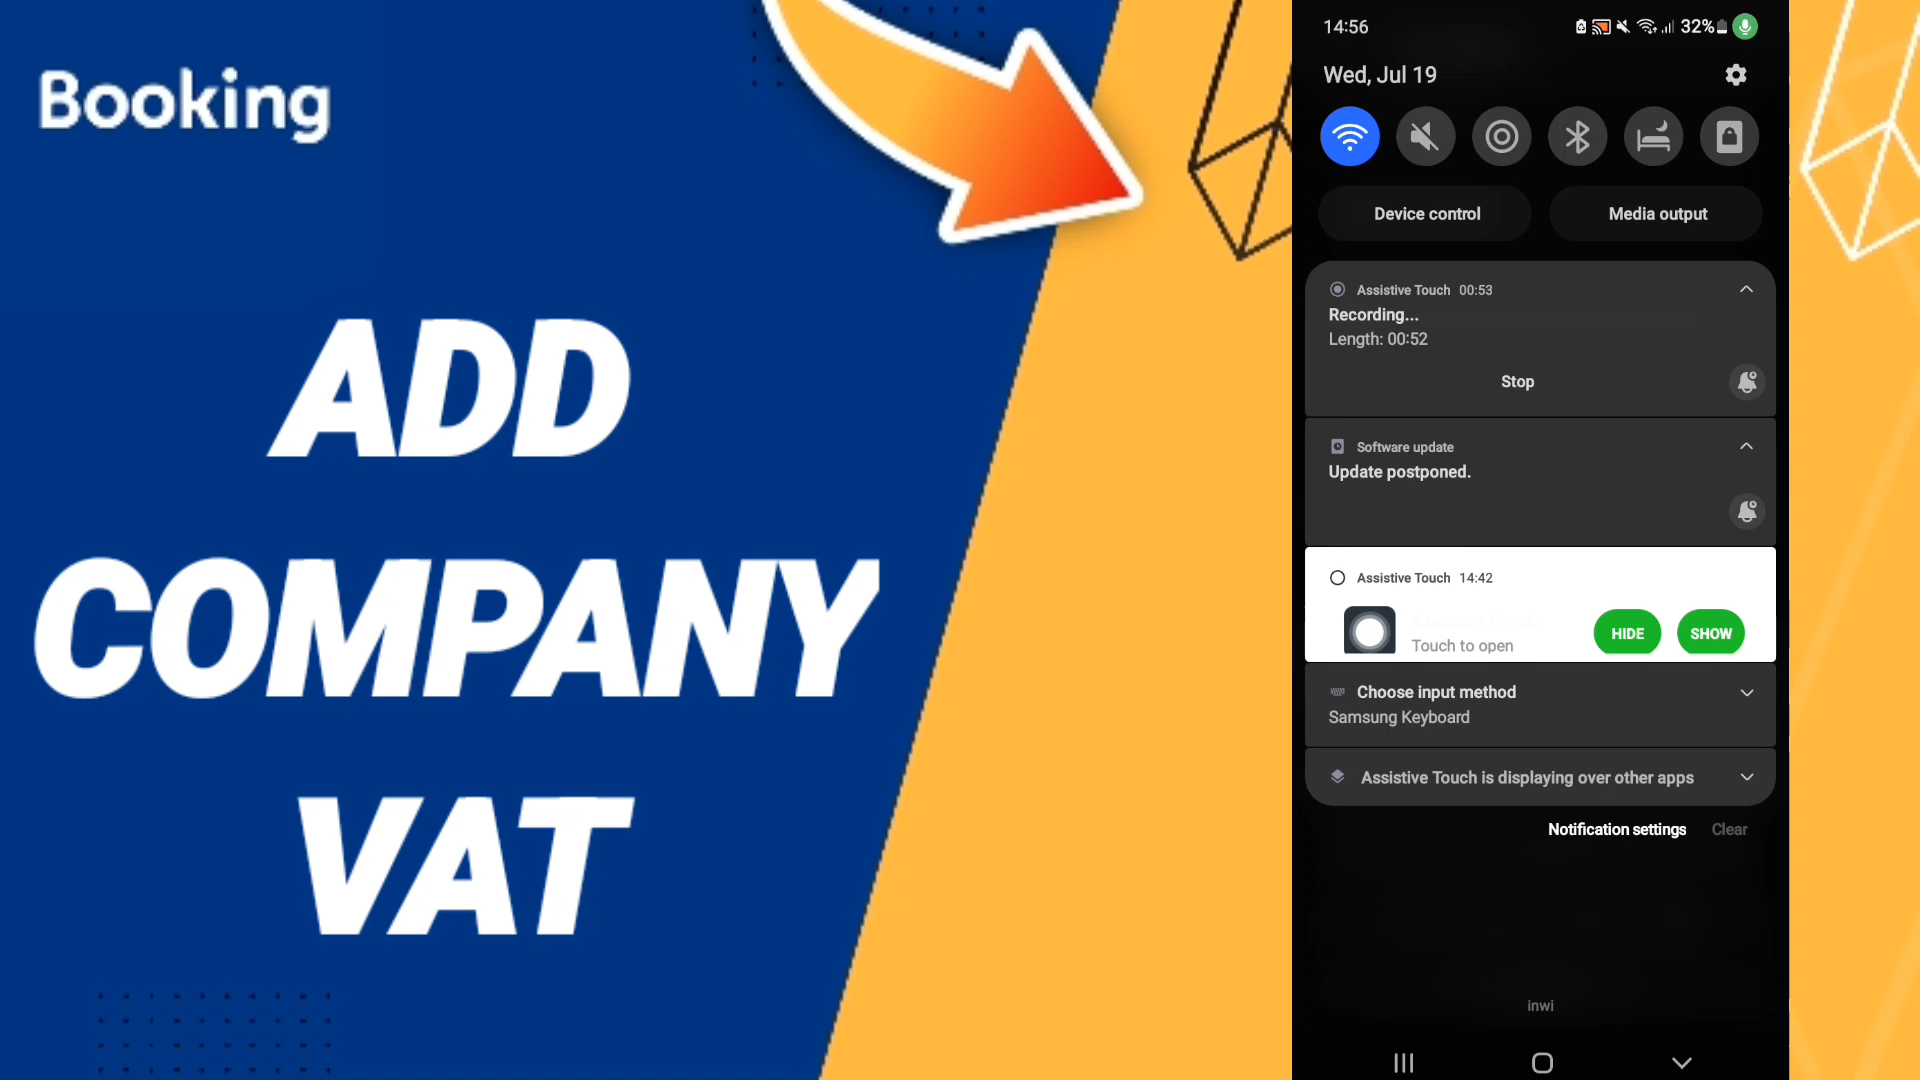 Booking
ADD
COMPANY
VAT
14:56
32%
Wed, Jul 19
Device control
Media output
Assistive Touch 00:53
Recording...
Length: 00:52
Stop
Software update
Update postponed.
Assistive Touch 14:42
Touch to open
HIDE
SHOW
Choose input method
Samsung Keyboard
Assistive Touch is displaying over other apps
Notification settings
Clear
inwi